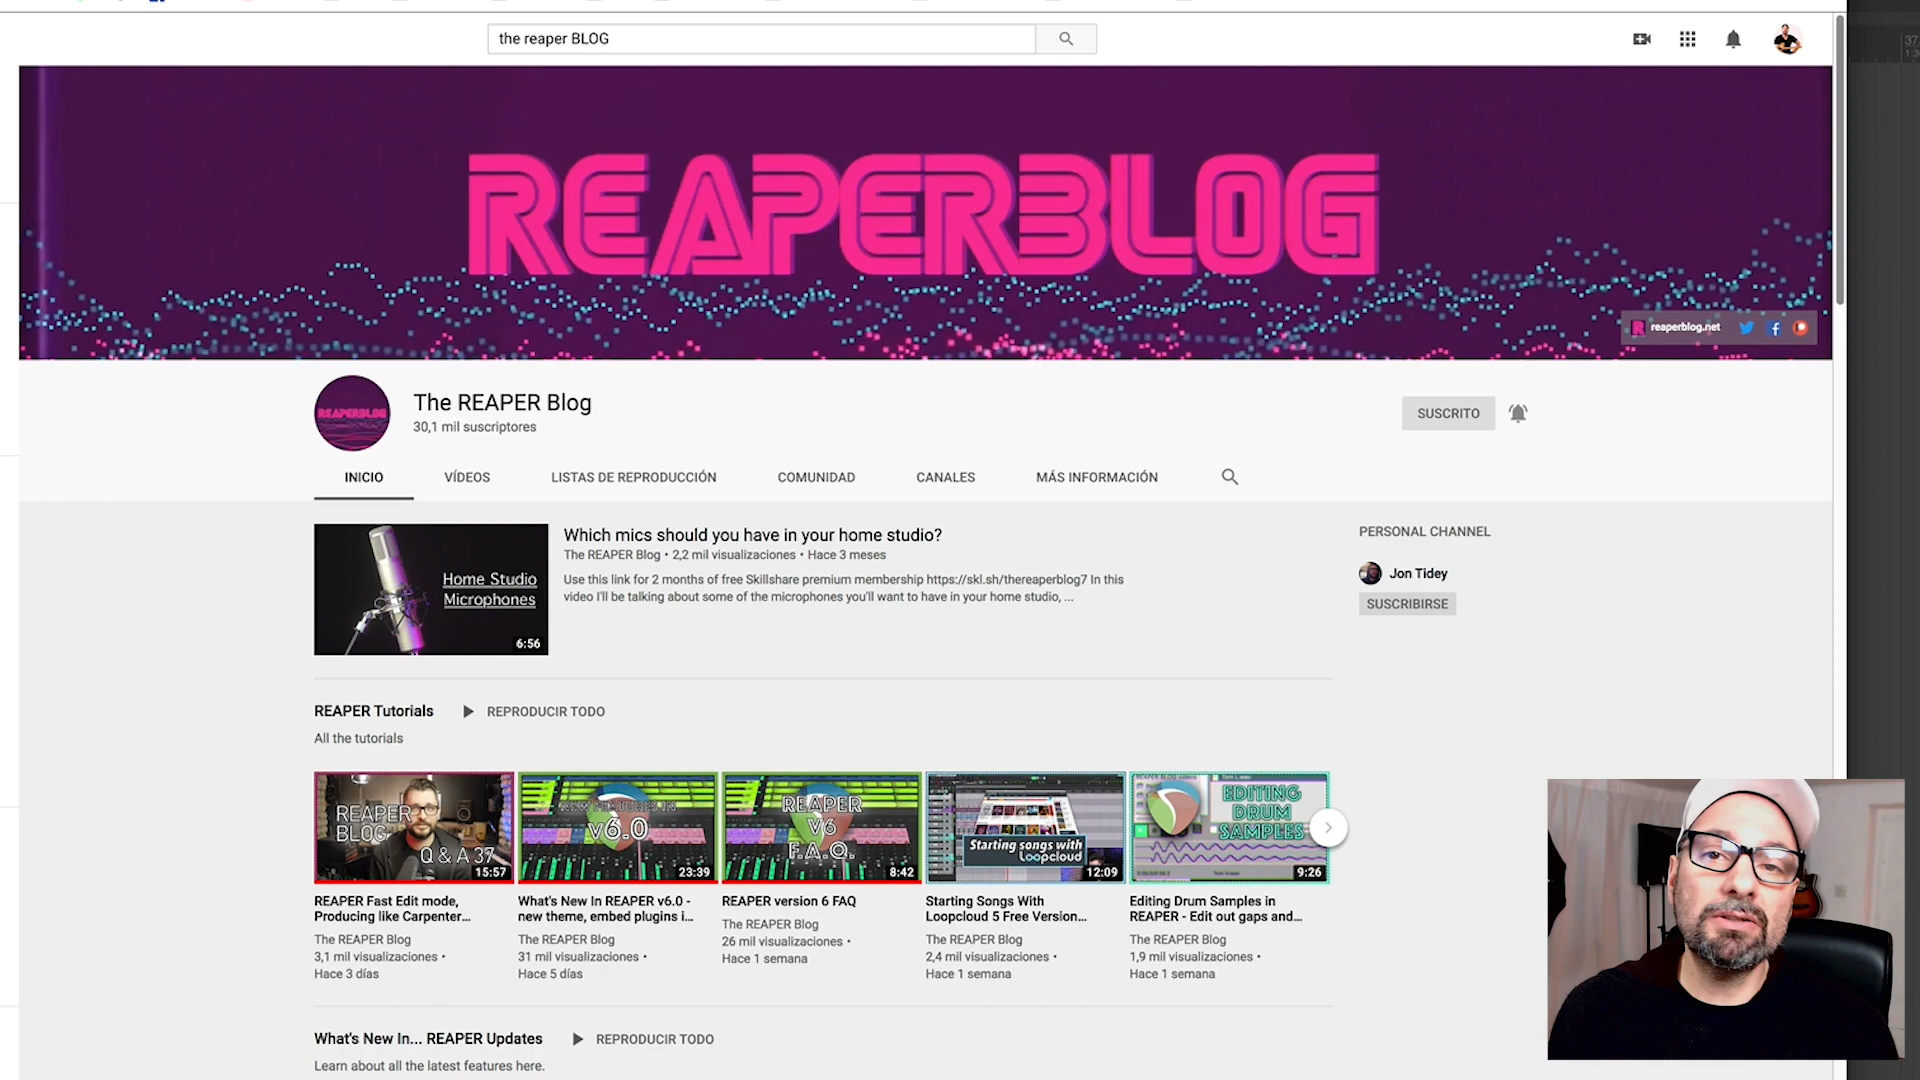 the reaper BLOG
REAPERBLOG
reaperblog.net
REAPERBLOG
The REAPER Blog
30,1 mil suscriptores
SUSCRITO
INICIO
VÍDEOS
LISTAS DE REPRODUCCIÓN
COMUNIDAD
CANALES
MÁS INFORMACIÓN
Home Studio
Microphones
6:56
Which mics should you have in your home studio?
The REAPER Blog • 2,2 mil visualizaciones • Hace 3 meses
Use this link for 2 months of free Skillshare premium membership https://skl.sh/thereaperblog7 In this
video I'll be talking about some of the microphones you'll want to have in your home studio, ...
PERSONAL CHANNEL
Jon Tidey
SUSCRIBIRSE
REAPER Tutorials
REPRODUCIR TODO
All the tutorials
REAPER
BLOG
Q & A 37
15:57
REAPER Fast Edit mode,
Producing like Carpenter...
The REAPER Blog
3,1 mil visualizaciones •
Hace 3 días
NEW FEATURES IN
v6.0
23:39
What's New In REAPER v6.0 -
new theme, embed plugins i...
The REAPER Blog
31 mil visualizaciones •
Hace 5 días
REAPER
V6
F.A.Q.
8:42
REAPER version 6 FAQ
The REAPER Blog
26 mil visualizaciones •
Hace 1 semana
Starting songs with
Loopcloud
12:09
Starting Songs With
Loopcloud 5 Free Version...
The REAPER Blog
2,4 mil visualizaciones •
Hace 1 semana
EDITING
DRUM
SAMPLES
9:26
Editing Drum Samples in
REAPER - Edit out gaps and...
The REAPER Blog
1,9 mil visualizaciones •
Hace 1 semana
What's New In... REAPER Updates
REPRODUCIR TODO
Learn about all the latest features here.
37